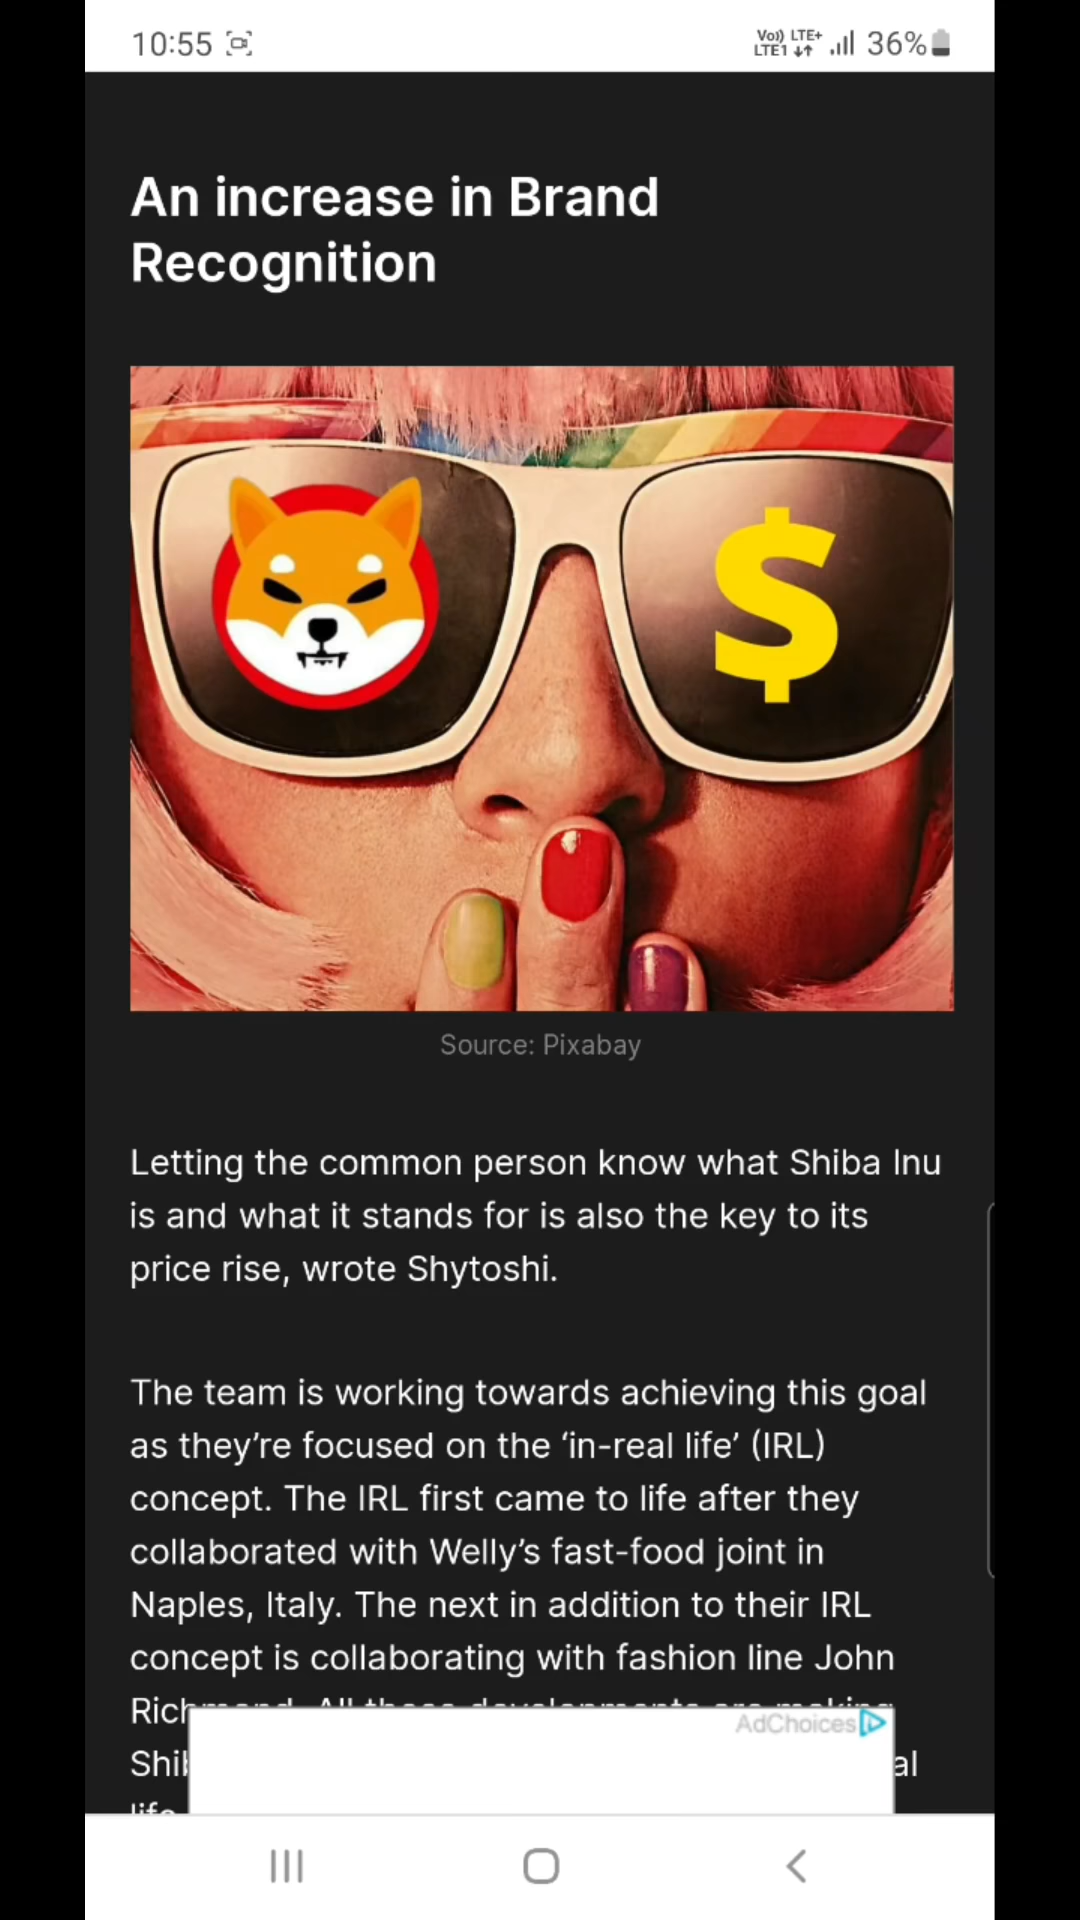 10:55
Vo)) LTE+
LTE1 36%
An increase in Brand
Recognition
$
Source: Pixabay
Letting the common person know what Shiba Inu
is and what it stands for is also the key to its
price rise, wrote Shytoshi.
The team is working towards achieving this goal
as they’re focused on the ‘in-real life’ (IRL)
concept. The IRL first came to life after they
collaborated with Welly’s fast-food joint in
Naples, Italy. The next in addition to their IRL
concept is collaborating with fashion line John
AdChoices